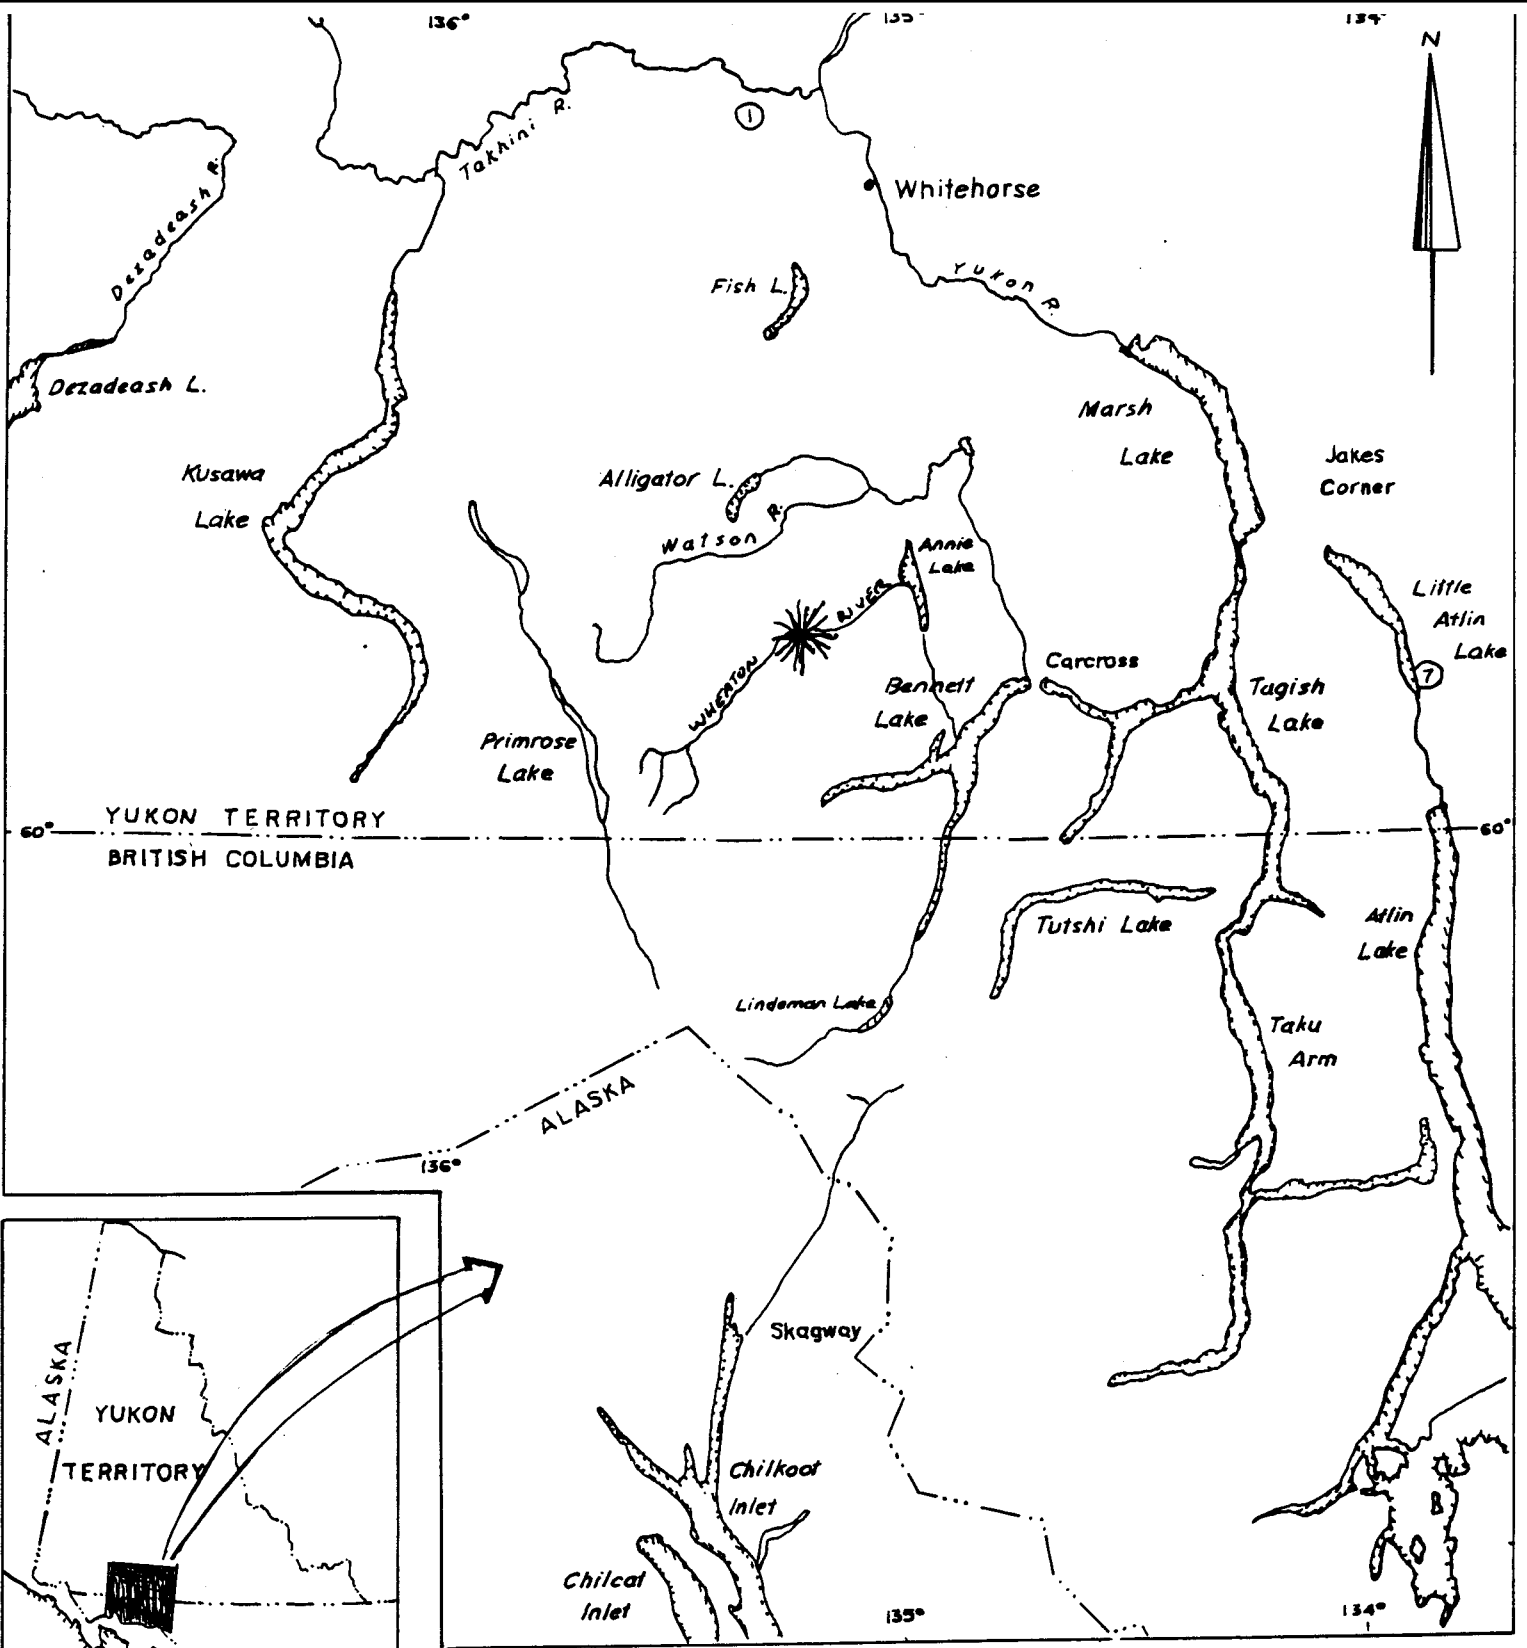 136° 135° 134°
N
Takhini R.
1
Whitehorse
Dezadeash R.
Fish L.
Yukon R.
Dezadeash L.
Marsh
Lake
Kusawa
Lake
Alligator L.
Jakes
Corner
Watson R.
Annie
Lake
Little
Atlin
Lake
WHEATON RIVER
Carcross
7
Bennett
Lake
Tagish
Lake
Primrose
Lake
YUKON TERRITORY
60° 60°
BRITISH COLUMBIA
Tutshi Lake
Atlin
Lake
Lindeman Lake
Taku
Arm
ALASKA
136°
Skagway
ALASKA
YUKON
TERRITORY
Chilkoot
Inlet
B
Chilcat
Inlet
135° 134°